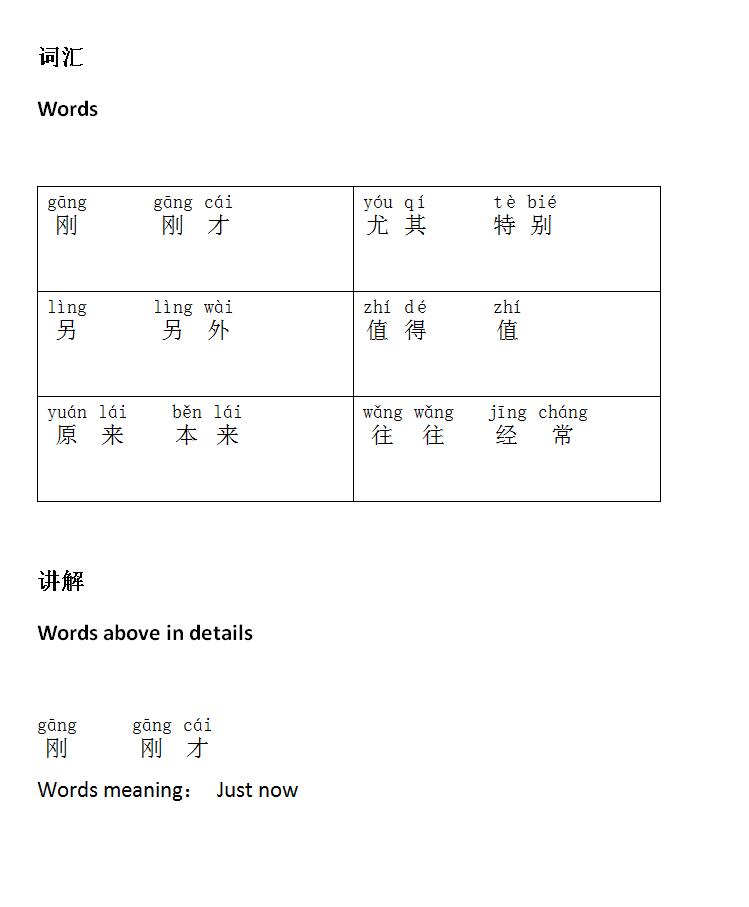 词汇
Words
gāng gāng cái yóu qí tè bié
刚 刚 才 尤 其 特 别
lìng lìng wài zhí dé zhí
另 另 外 值 得 值
yuán lái běn lái wǎng wǎng jīng cháng
原 来 本 来 往 往 经 常
讲解
Words above in details
gāng gāng cái
刚 刚 才
Words meaning： Just now